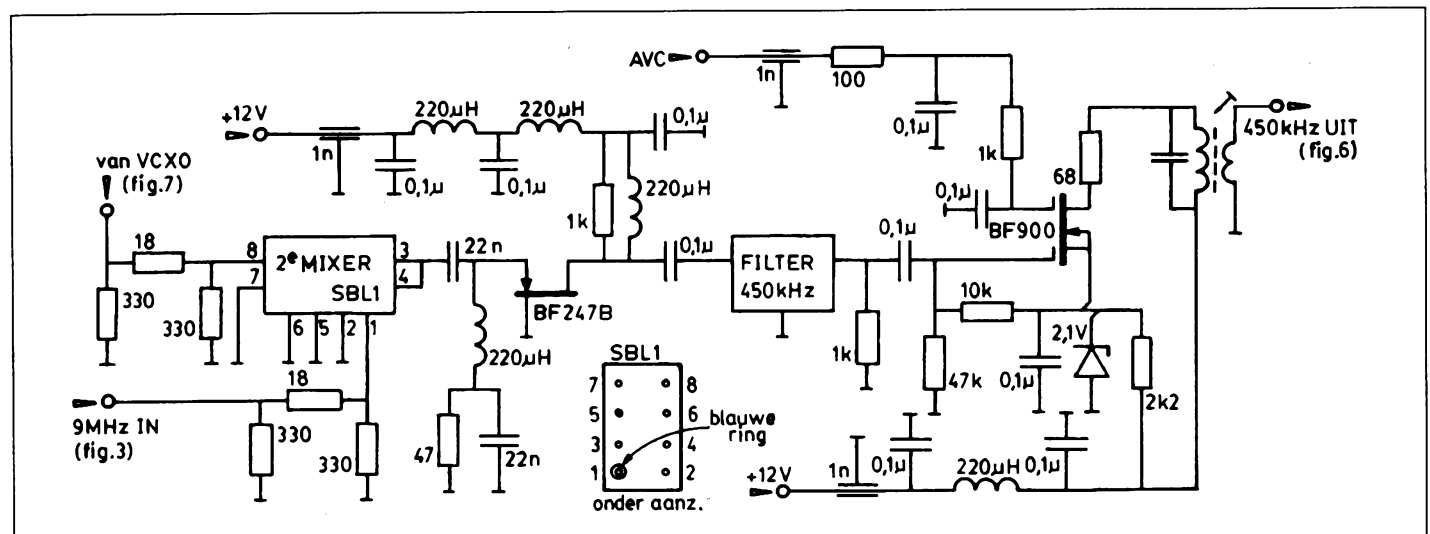 AVC
1n
100
0,1µ
1k
+12V
1n
220µH
220µH
0,1µ
0,1µ
0,1µ
1k
220µH
68
450kHz UIT
(fig.6)
van VCXO
(fig.7)
18
330
330
8
7
2e MIXER
SBL1
3
4
6
5
2
1
22n
BF247B
0,1µ
FILTER
450kHz
0,1µ
0,1µ
BF900
1k
10k
47k
0,1µ
2,1V
2k2
220µH
47
22n
9MHz IN
(fig.3)
18
330
330
SBL1
7
8
5
6
3
4
1
2
blauwe
ring
onder aanz.
+12V
1n
0,1µ
220µH
0,1µ